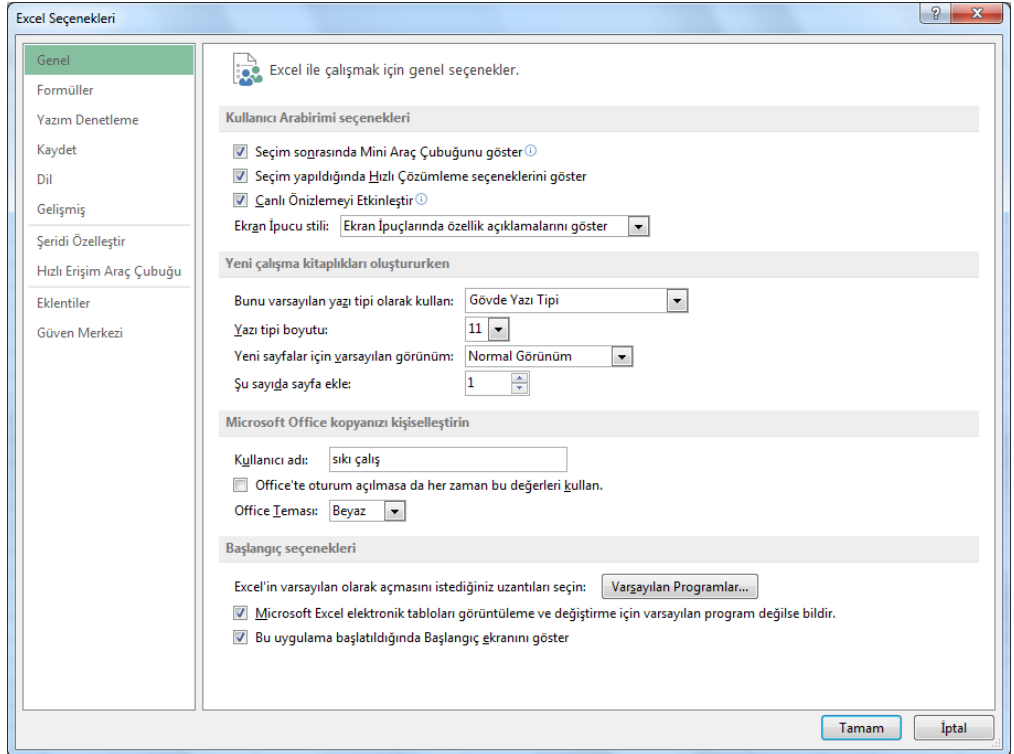 Excel Seçenekleri
Genel
Formüller
Yazım Denetleme
Kaydet
Dil
Gelişmiş
Şeridi Özelleştir
Hızlı Erişim Araç Çubuğu
Eklentiler
Güven Merkezi
Excel ile çalışmak için genel seçenekler.
Kullanıcı Arabirimi seçenekleri
Seçim sonrasında Mini Araç Çubuğunu göster
Seçim yapıldığında Hızlı Çözümleme seçeneklerini göster
Canlı Önizlemeyi Etkinleştir
Ekran İpucu stili: Ekran İpuçlarında özellik açıklamalarını göster
Yeni çalışma kitaplıkları oluştururken
Bunu varsayılan yazı tipi olarak kullan: Gövde Yazı Tipi
Yazı tipi boyutu: 11
Yeni sayfalar için varsayılan görünüm: Normal Görünüm
Şu sayıda sayfa ekle: 1
Microsoft Office kopyanızı kişiselleştirin
Kullanıcı adı: sıkı çalış
Office'te oturum açılmasa da her zaman bu değerleri kullan.
Office Teması: Beyaz
Başlangıç seçenekleri
Excel'in varsayılan olarak açmasını istediğiniz uzantıları seçin: Varsayılan Programlar...
Microsoft Excel elektronik tabloları görüntüleme ve değiştirme için varsayılan program değilse bildir.
Bu uygulama başlatıldığında Başlangıç ekranını göster
Tamam İptal